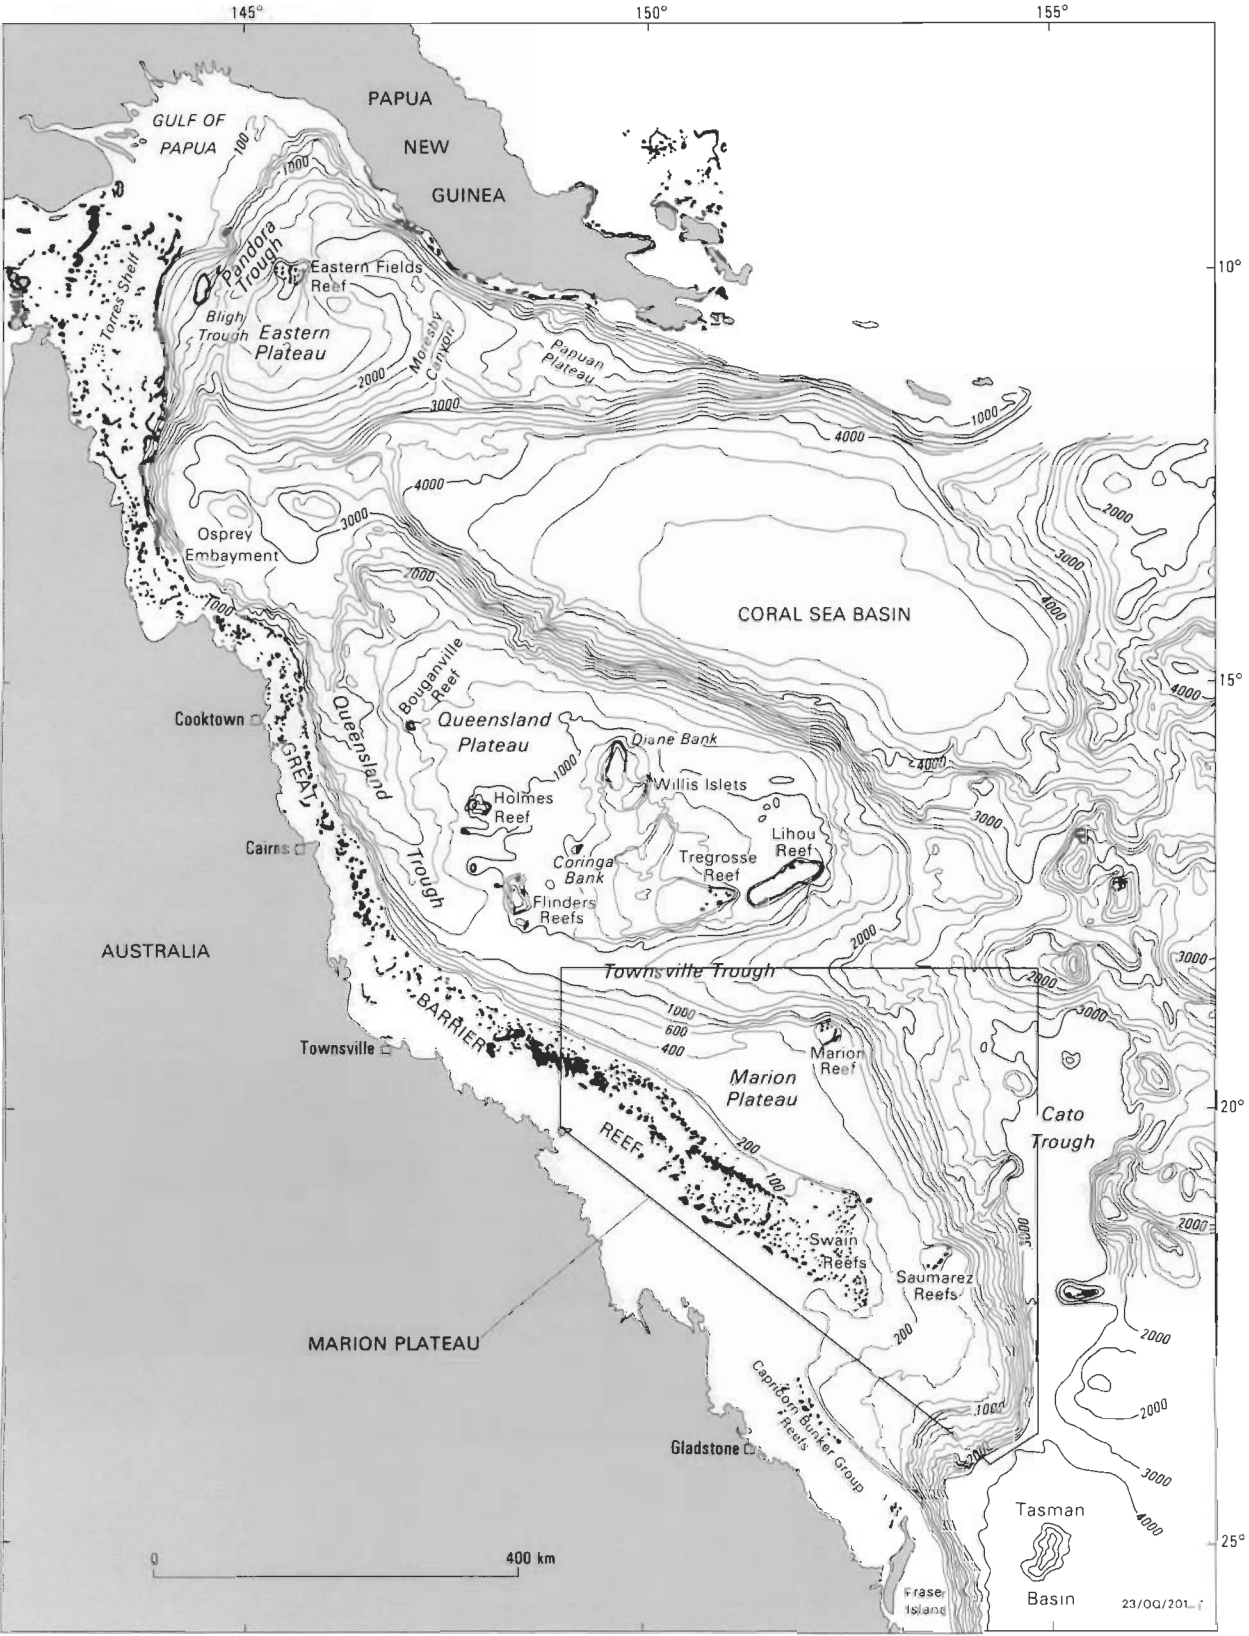 145°
150°
155°
PAPUA
NEW
GUINEA
GULF OF
PAPUA
100
1000
Pandora
Trough
Eastern Fields
Reef
10°
Torres Shelf
Bligh
Trough
Eastern
Plateau
Moresby
Canyon
Papuan
Plateau
2000
3000
1000
4000
4000
3000
2000
Osprey
Embayment
3000
2000
4000
1000
CORAL SEA BASIN
15°
4000
Bouganville
Reef
Cooktown
Queensland
Trough
Queensland
Plateau
Diane Bank
1000
Willis Islets
4000
GREAT
Holmes
Reef
3000
Cairns
Coringa
Bank
Tregrosse
Reef
Lihou
Reef
?
Flinders
Reefs
AUSTRALIA
2000
3000
Townsville Trough
2000
BARRIER
1000
600
400
3000
Townsville
Marion
Reef
Marion
Plateau
Cato
Trough
20°
REEF
200
100
3000
2000
Swain
Reefs
Saumarez
Reefs
MARION PLATEAU
200
2000
Capricorn Bunker Group
Reefs
1000
2000
Gladstone
2000
3000
4000
Tasman
Basin
25°
0
400 km
Fraser
Island